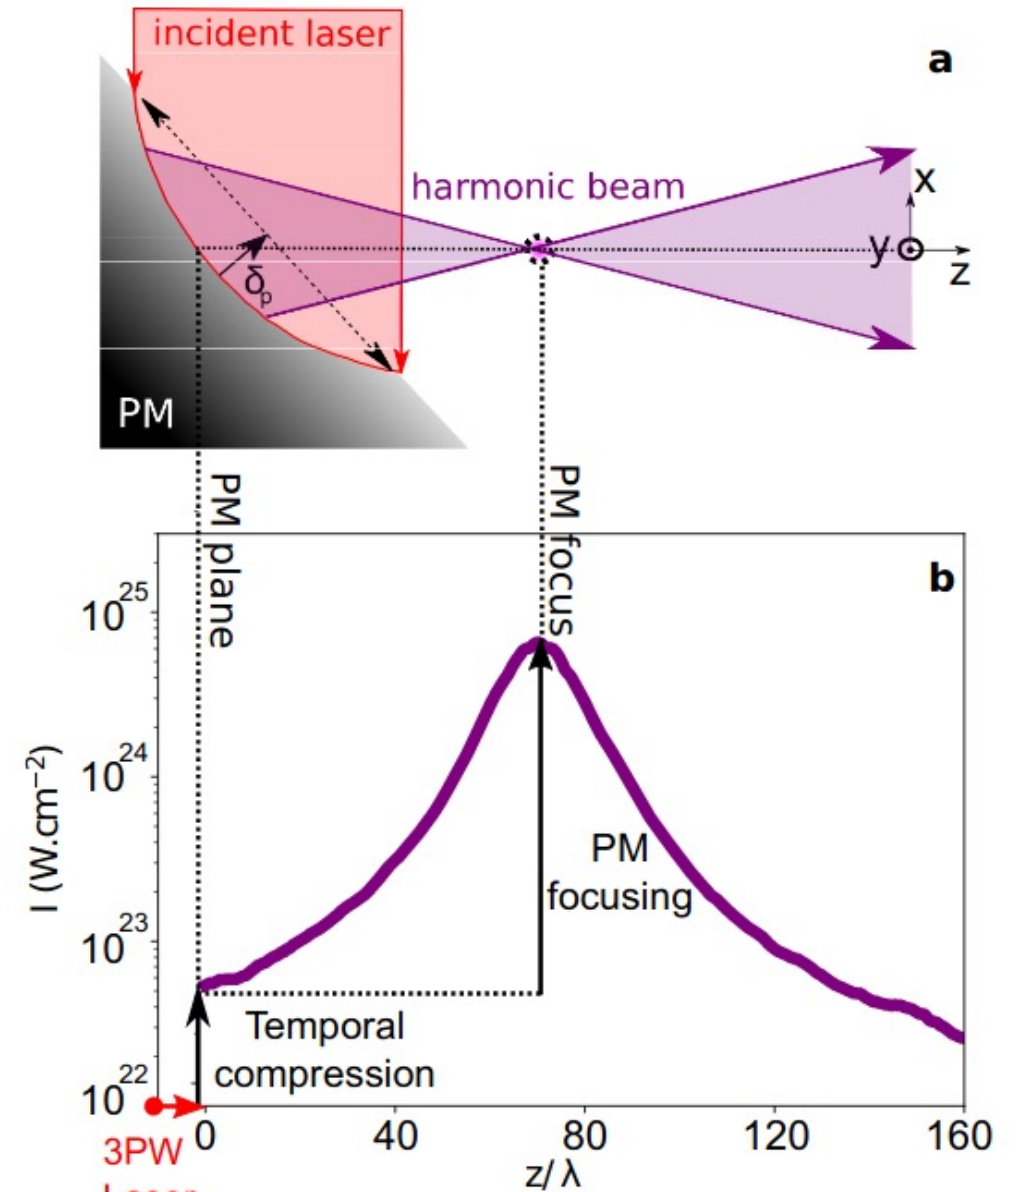 incident laser
a
harmonic beam
x
y
z
δp
PM
PM plane
PM focus
b
10^25
10^24
10^23
10^22
I (W.cm^−2)
PM
focusing
Temporal
compression
3PW
0 40 80 120 160
z/λ